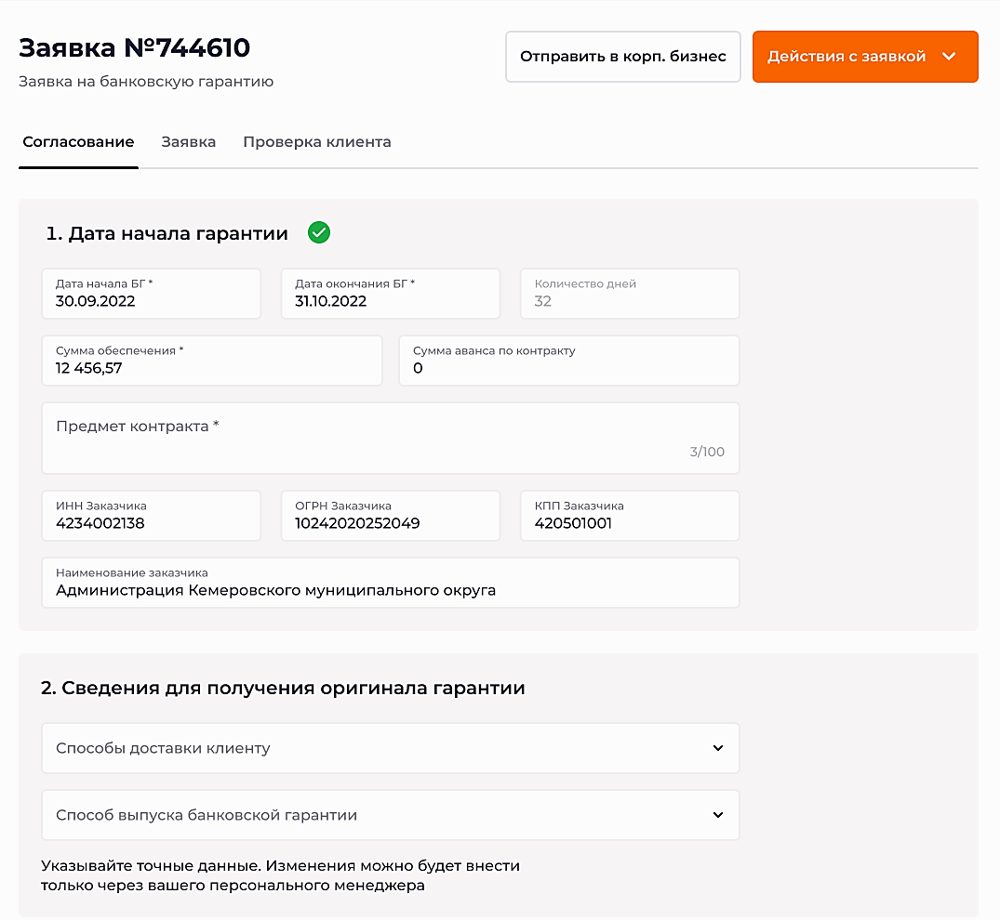 Заявка №744610
Отправить в корп. бизнес
Действия с заявкой
Заявка на банковскую гарантию
Согласование Заявка Проверка клиента
1. Дата начала гарантии
Дата начала БГ * Дата окончания БГ * Количество дней
30.09.2022 31.10.2022 32
Сумма обеспечения * Сумма аванса по контракту
12 456,57 0
Предмет контракта *
3/100
ИНН Заказчика ОГРН Заказчика КПП Заказчика
4234002138 10242020252049 420501001
Наименование заказчика
Администрация Кемеровского муниципального округа
2. Сведения для получения оригинала гарантии
Способы доставки клиенту
Способ выпуска банковской гарантии
Указывайте точные данные. Изменения можно будет внести
только через вашего персонального менеджера